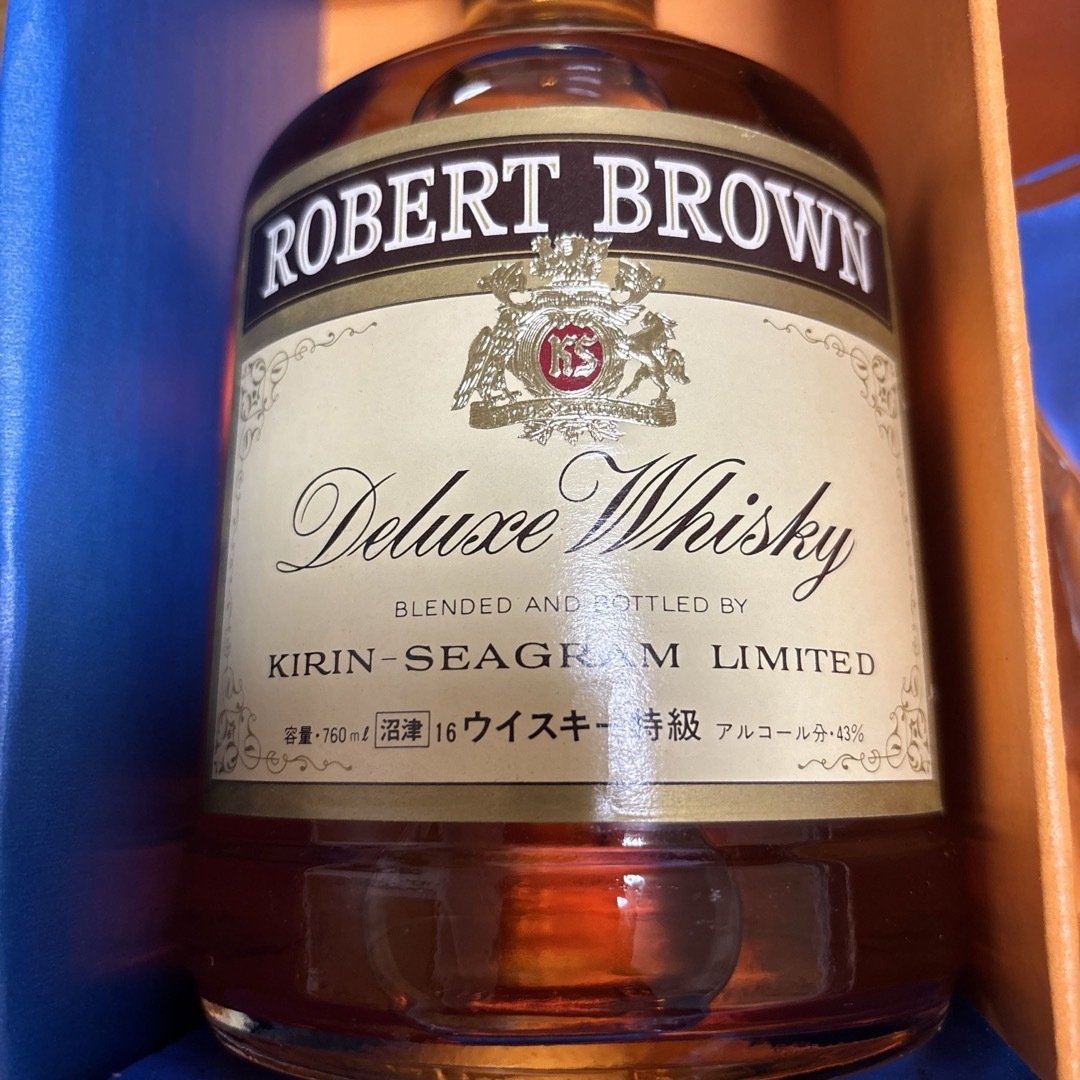 ROBERT BROWN
KS
Deluxe Whisky
BLENDED AND BOTTLED BY
KIRIN-SEAGRAM LIMITED
容量・760ml 沼津 16 ウイスキー特級 アルコール分・43%